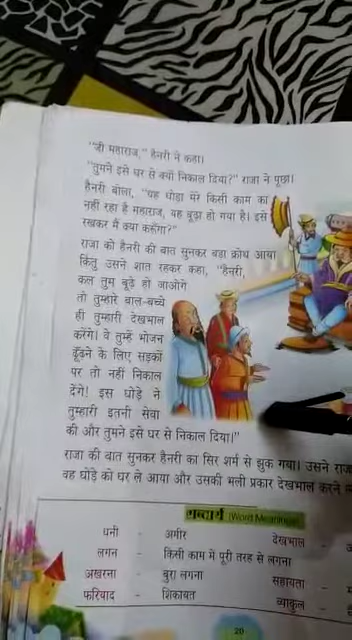 "जी महाराज," हैनरी ने कहा।
"तुमने इसे घर से क्यों निकाल दिया?" राजा ने पूछा।
हैनरी बोला, "यह घोड़ा मेरे किसी काम का
नहीं रहा है महाराज, यह बूढ़ा हो गया है। इसे
रखकर मैं क्या करूँगा?"
राजा को हैनरी की बात सुनकर बड़ा क्रोध आया
किंतु उसने शांत रहकर कहा, "हैनरी,
कल तुम बूढ़े हो जाओगे
तो तुम्हारे बाल-बच्चे
ही तुम्हारी देखभाल
करेंगे। वे तुम्हें भोजन
ढूँढने के लिए सड़कों
पर तो नहीं निकाल
देंगे! इस घोड़े ने
तुम्हारी इतनी सेवा
की और तुमने इसे घर से निकाल दिया।"
राजा की बात सुनकर हैनरी का सिर शर्म से झुक गया। उसने
वह घोड़े को घर ले आया और उसकी भली प्रकार देखभाल करने
शब्दार्थ (Word Meanings)
धनी - अमीर देखभाल -
लगन - किसी काम में पूरी तरह से लगना
अखरना - बुरा लगना सहायता -
फरियाद - शिकायत व्याकुल -
20